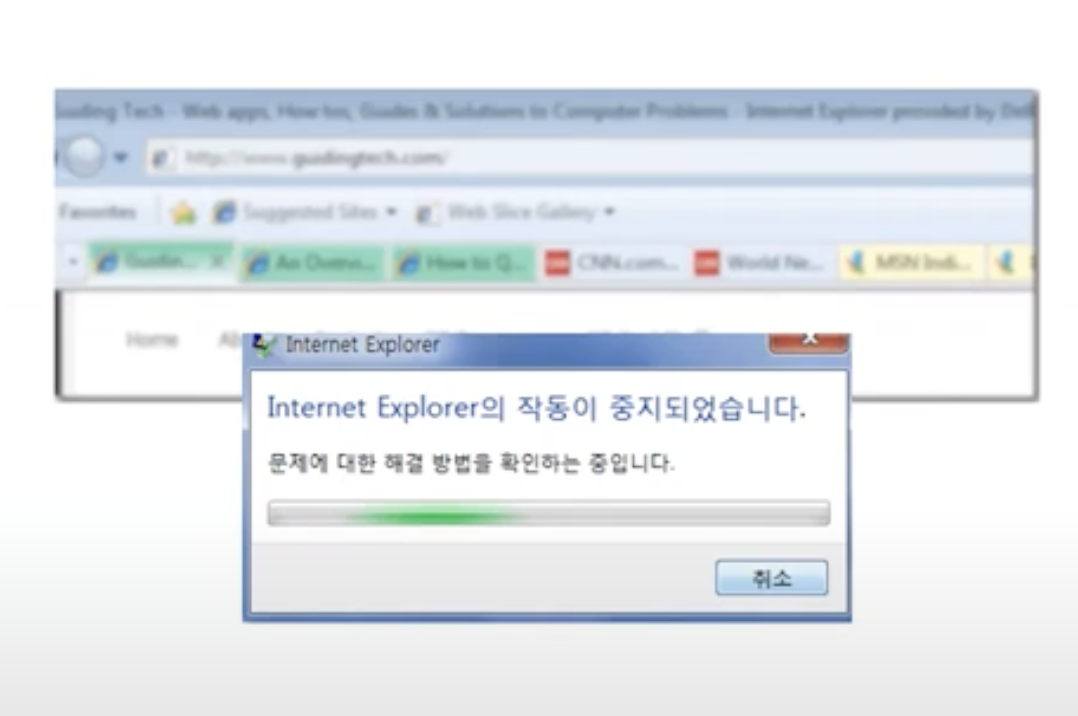 Guiding Tech - Web apps, How tos, Guides & Solutions to Computer Problems - Internet Explorer provided by Dell
http://www.guidingtech.com/
Favorites Suggested Sites Web Slice Gallery
Guidin... X An Overvi... How to Q... CNN.com... World Ne... MSN Indi...
Home
Internet Explorer
Internet Explorer의 작동이 중지되었습니다.
문제에 대한 해결 방법을 확인하는 중입니다.
취소